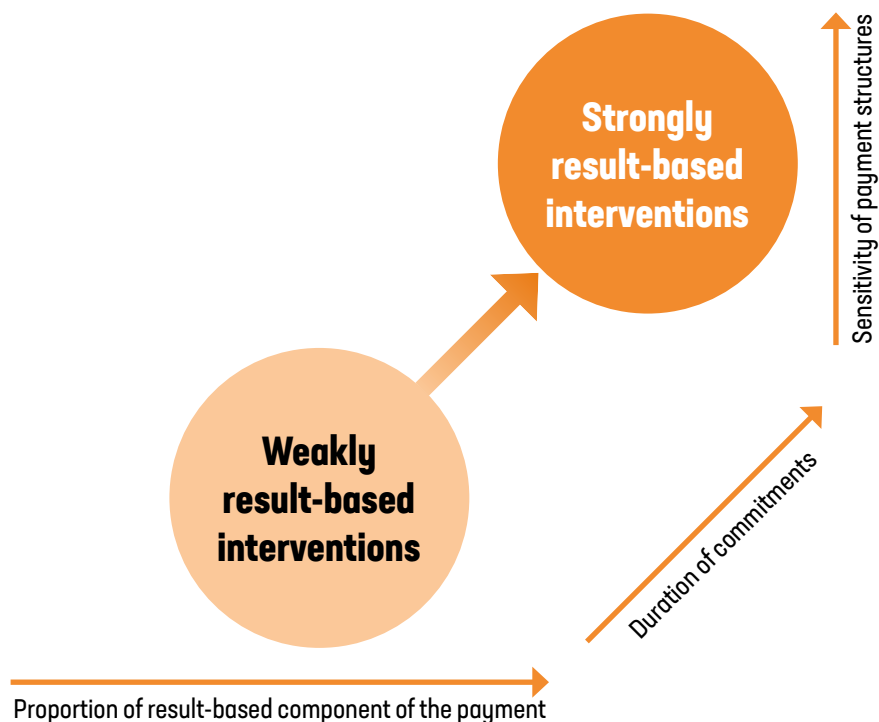 Strongly
result-based
interventions
Sensitivity of payment structures
Weakly
result-based
interventions
Duration of commitments
Proportion of result-based component of the payment